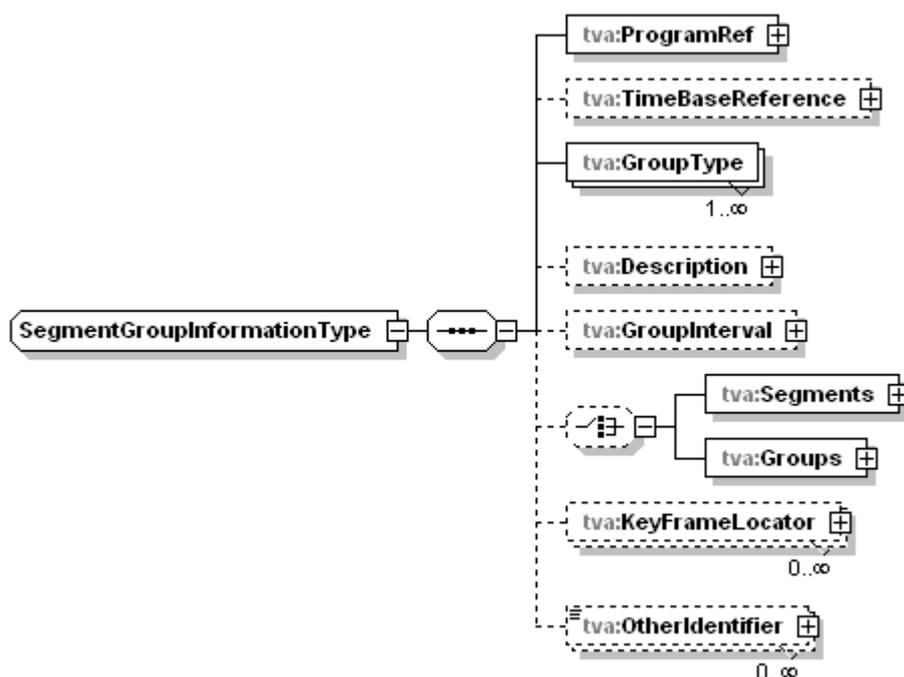 tva:ProgramRef
tva:TimeBaseReference
tva:GroupType
1..∞
tva:Description
SegmentGroupInformationType
tva:GroupInterval
tva:Segments
tva:Groups
tva:KeyFrameLocator
0..∞
tva:OtherIdentifier
0..∞